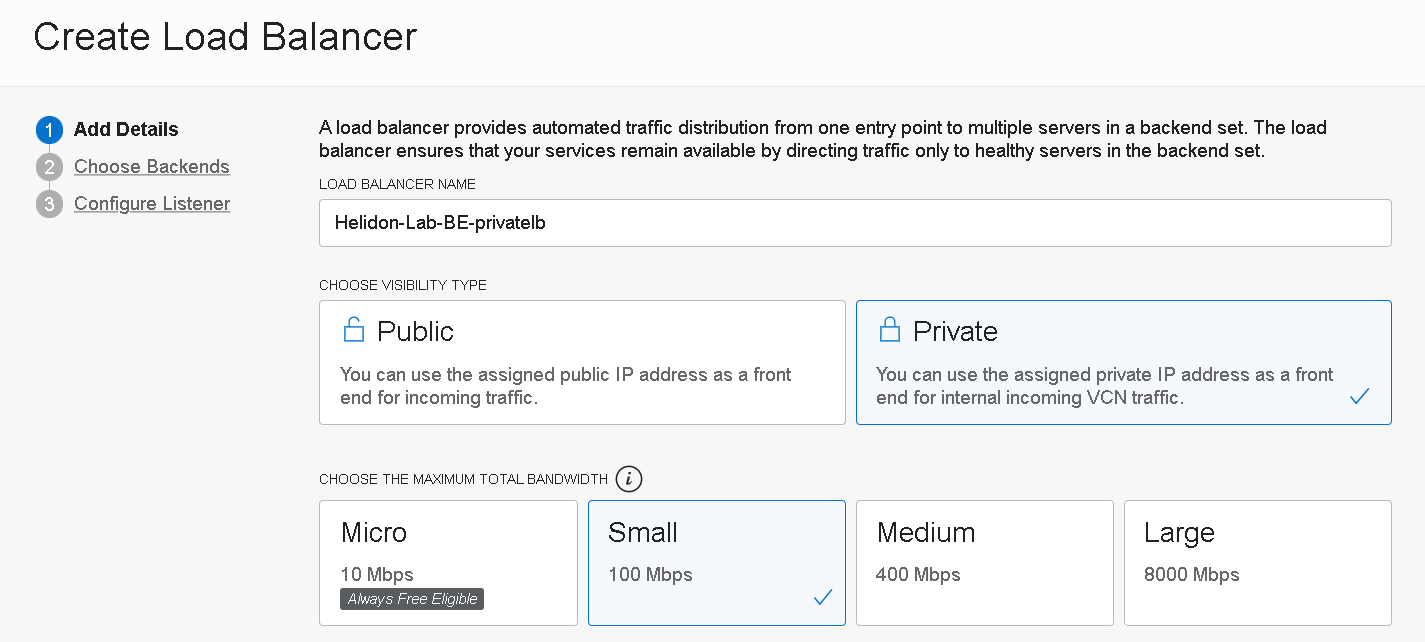 Create Load Balancer
1 Add Details
2 Choose Backends
3 Configure Listener
A load balancer provides automated traffic distribution from one entry point to multiple servers in a backend set. The load
balancer ensures that your services remain available by directing traffic only to healthy servers in the backend set.
LOAD BALANCER NAME
Helidon-Lab-BE-privatelb
CHOOSE VISIBILITY TYPE
Public
You can use the assigned public IP address as a front
end for incoming traffic.
Private
You can use the assigned private IP address as a front
end for internal incoming VCN traffic.
CHOOSE THE MAXIMUM TOTAL BANDWIDTH i
Micro
10 Mbps
Always Free Eligible
Small
100 Mbps
Medium
400 Mbps
Large
8000 Mbps